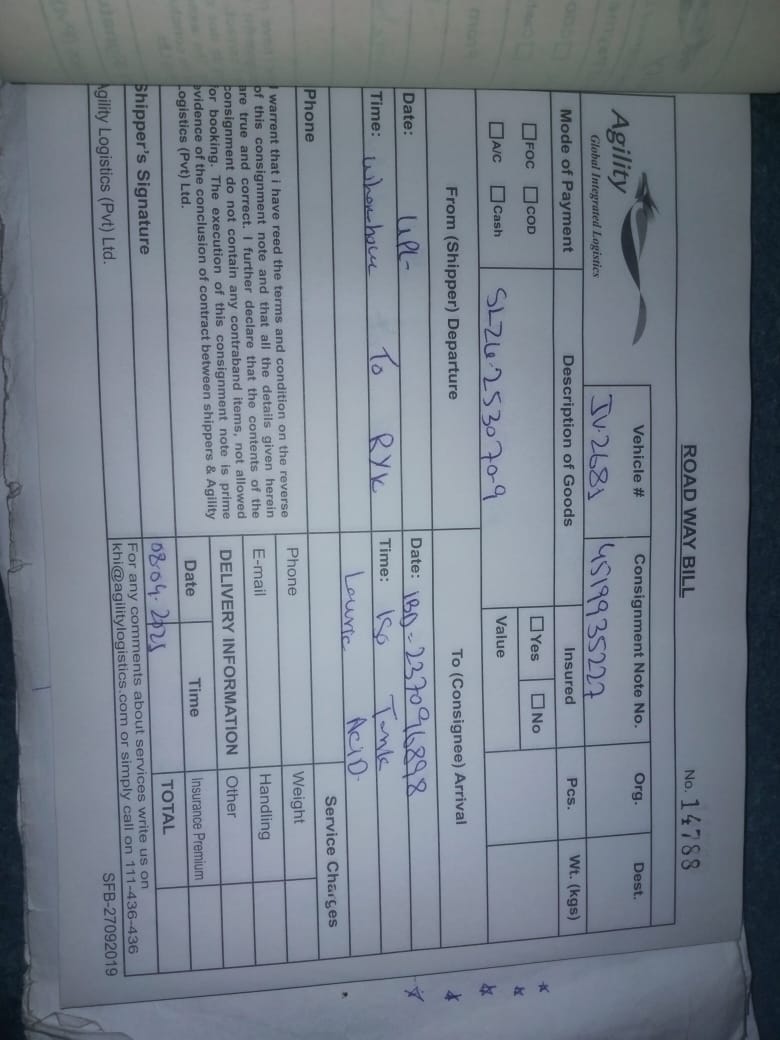 ROAD WAY BILL No. 14788
Agility
Global Integrated Logistics
Vehicle # Consignment Note No. Org. Dest.
JV-2681 4519935227
Mode of Payment Description of Goods Insured Pcs. Wt. (kgs)
FOC COD Yes No
A/C Cash Value
From (Shipper) Departure To (Consignee) Arrival
Date: UPL Date: IBD-237096898
Time: To RYK Time: ISO Tank
Lauric ACID.
Service Charges
Phone
Phone Weight
E-mail Handling
I warrent that i have reed the terms and condition on the reverse
of this consignment note and that all the details given herein
are true and correct. I further declare that the contents of the
consignment do not contain any contraband items, not allowed
for booking. The execution of this consignment note is prime
evidence of the conclusion of contract between shippers & Agility
Logistics (Pvt) Ltd.
DELIVERY INFORMATION Other
Date Time Insurance Premium
08-04-2025 TOTAL
Shipper's Signature
Agility Logistics (Pvt) Ltd.
For any comments about services write us on
khi@agilitylogistics.com or simply call on 111-436-436
SFB-27092019